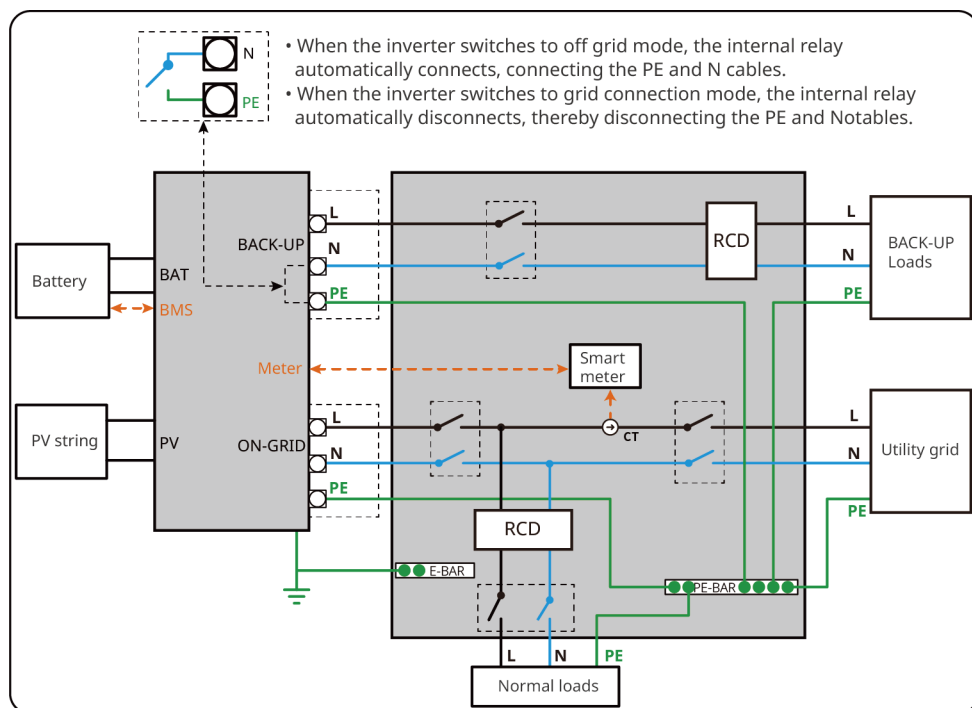 N
PE
• When the inverter switches to off grid mode, the internal relay
automatically connects, connecting the PE and N cables.
• When the inverter switches to grid connection mode, the internal relay
automatically disconnects, thereby disconnecting the PE and Notables.
L
BACK-UP
N
PE
RCD
L
N
PE
BACK-UP
Loads
Battery
BAT
BMS
Meter
Smart
meter
PV string
PV
L
ON-GRID
N
PE
CT
L
N
PE
Utility grid
RCD
E-BAR
PE-BAR
L
N
PE
Normal loads